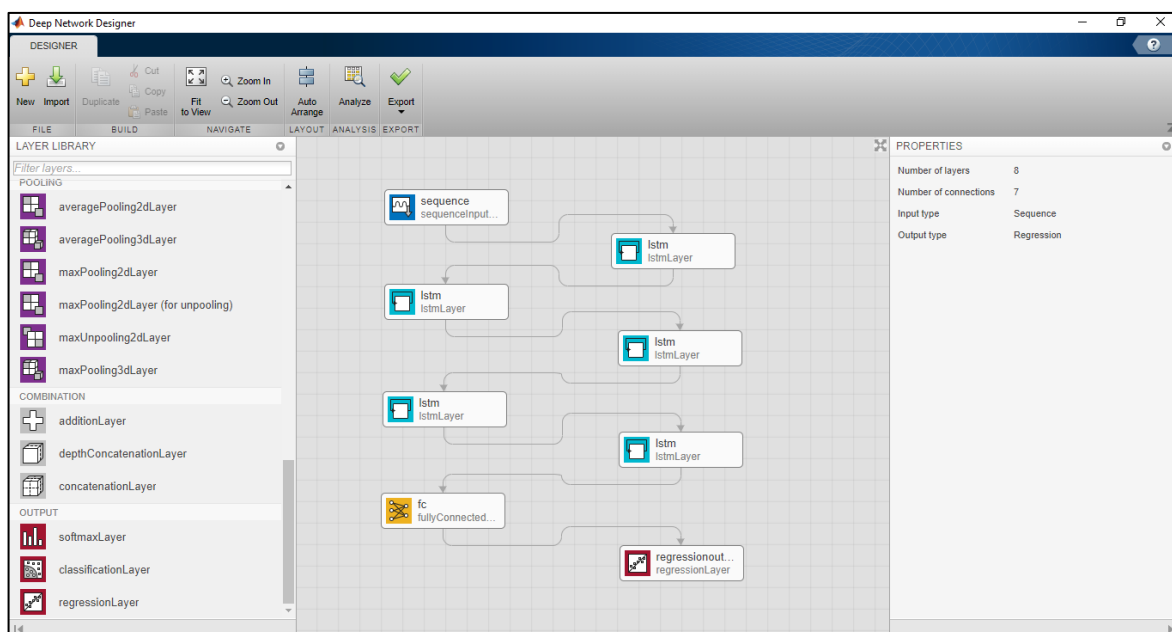 Deep Network Designer
DESIGNER
New
Import
Duplicate
Cut
Copy
Paste
Fit
to View
Zoom In
Zoom Out
Auto
Arrange
Analyze
Export
FILE
BUILD
NAVIGATE
LAYOUT
ANALYSIS
EXPORT
LAYER LIBRARY
Filter layers...
POOLING
averagePooling2dLayer
averagePooling3dLayer
maxPooling2dLayer
maxPooling2dLayer (for unpooling)
maxUnpooling2dLayer
maxPooling3dLayer
COMBINATION
additionLayer
depthConcatenationLayer
concatenationLayer
OUTPUT
softmaxLayer
classificationLayer
regressionLayer
sequence
sequenceInput...
lstm
lstmLayer
lstm
lstmLayer
lstm
lstmLayer
lstm
lstmLayer
lstm
lstmLayer
fc
fullyConnected...
regressionout...
regressionLayer
PROPERTIES
Number of layers 8
Number of connections 7
Input type Sequence
Output type Regression